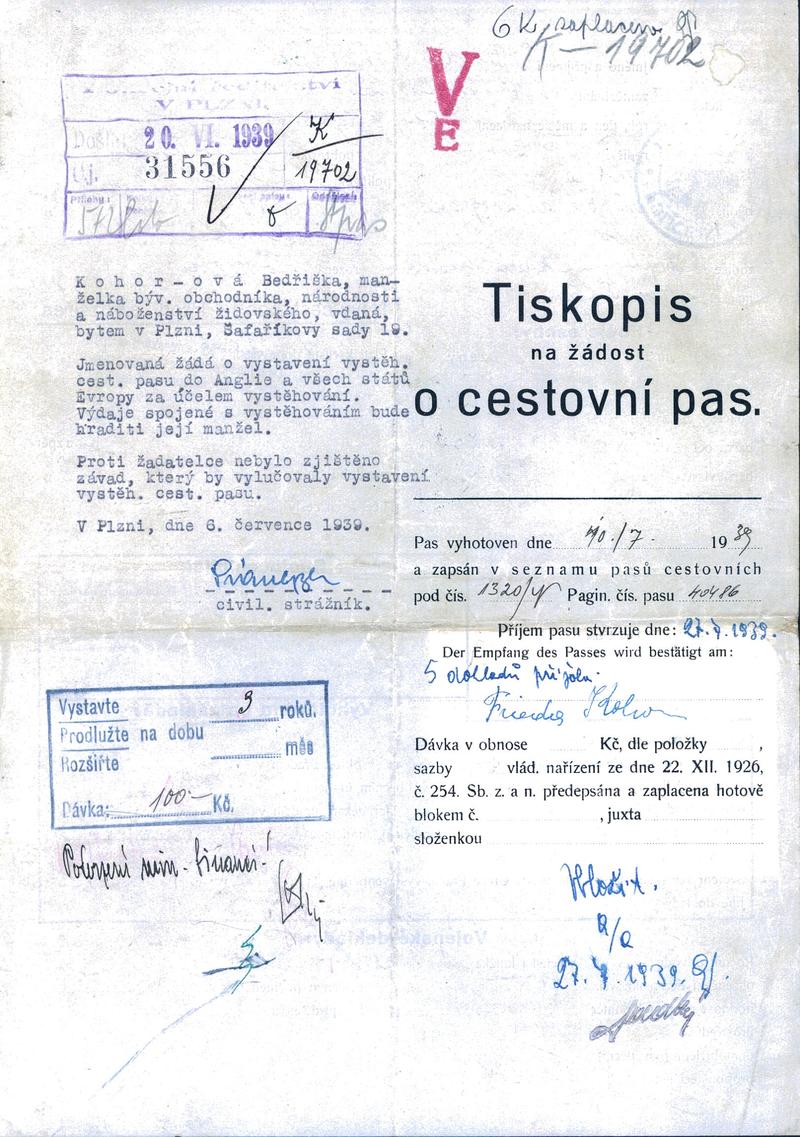 6 K zaplaceno
K-19702
V
E
ředitelství
V PLZNI
Došlo: 20. VI. 1939
K
19702
Čj. 31556
Přílohy:
K o h o r - o v á Bedřiška, man-
želka býv. obchodníka, národnosti
a náboženství židovského, vdaná,
bytem v Plzni, Šafaříkovy sady 19.
Jmenovaná žádá o vystavení vystěh.
cest. pasu do Anglie a všech států
Evropy za účelem vystěhování.
Výdaje spojené s vystěhováním bude
hraditi její manžel.
Proti žadatelce nebylo zjištěno
závad, který by vylučovaly vystavení
vystěh. cest. pasu.
V Plzni, dne 6. července 1939.
civil. strážník.
Vystavte 3 roků.
Prodlužte na dobu měs
Rozšiřte
Dávka: 100.- Kč.
Potvrzení min. financí!
Tiskopis
na žádost
o cestovní pas.
Pas vyhotoven dne 10./7. 1939
a zapsán v seznamu pasů cestovních
pod čís. 1320/ Pagin. čís. pasu 40486
Příjem pasu stvrzuje dne: 27.7.1939.
Der Empfang des Passes wird bestätigt am:
5 dokladů přijala.
Dávka v obnose Kč, dle položky ,
sazby vlád. nařízení ze dne 22. XII. 1926,
č. 254. Sb. z. a n. předepsána a zaplacena hotově
blokem č. , juxta
složenkou
a/a
27.7.1939.